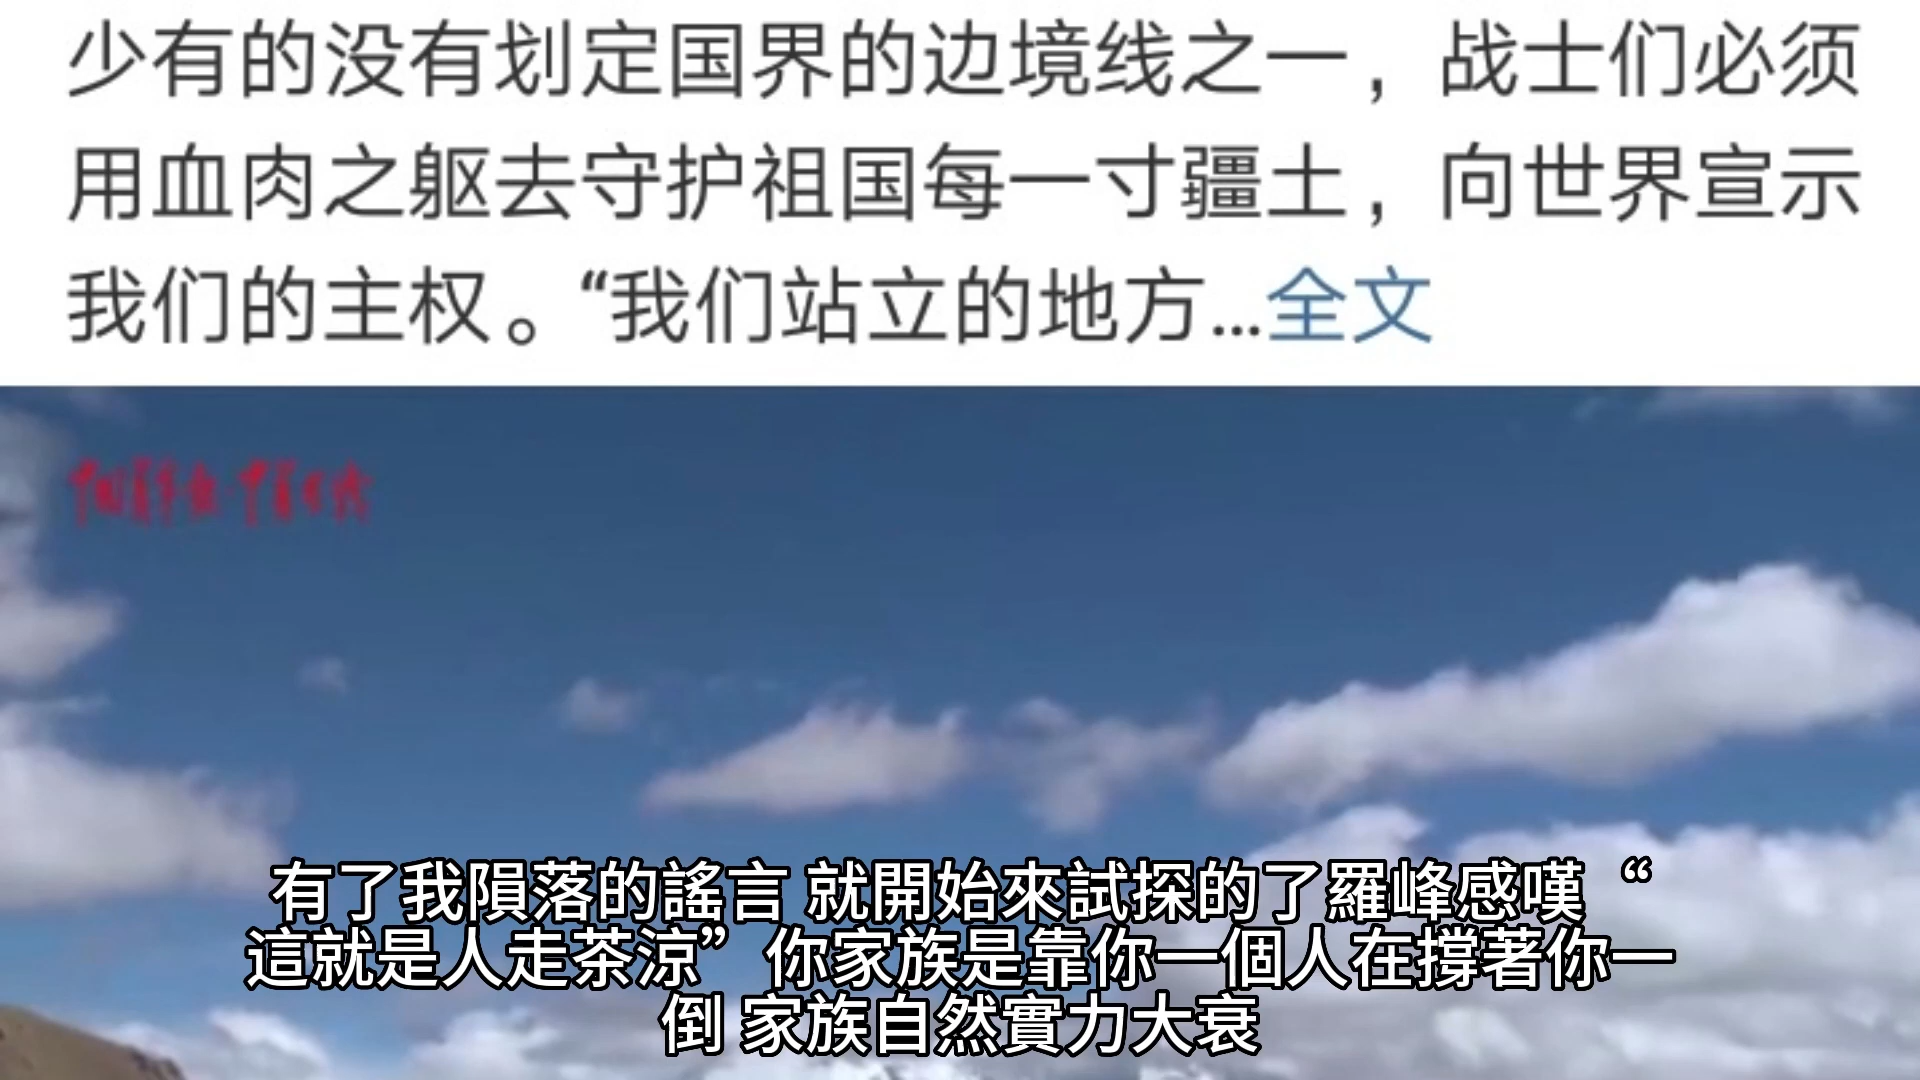 少有的没有划定国界的边境线之一，战士们必须
用血肉之躯去守护祖国每一寸疆土，向世界宣示
我们的主权。“我们站立的地方...全文
有了我隕落的謠言 就開始來試探的了羅峰感嘆“
這就是人走茶涼”你家族是靠你一個人在撐著你一
倒 家族自然實力大衰